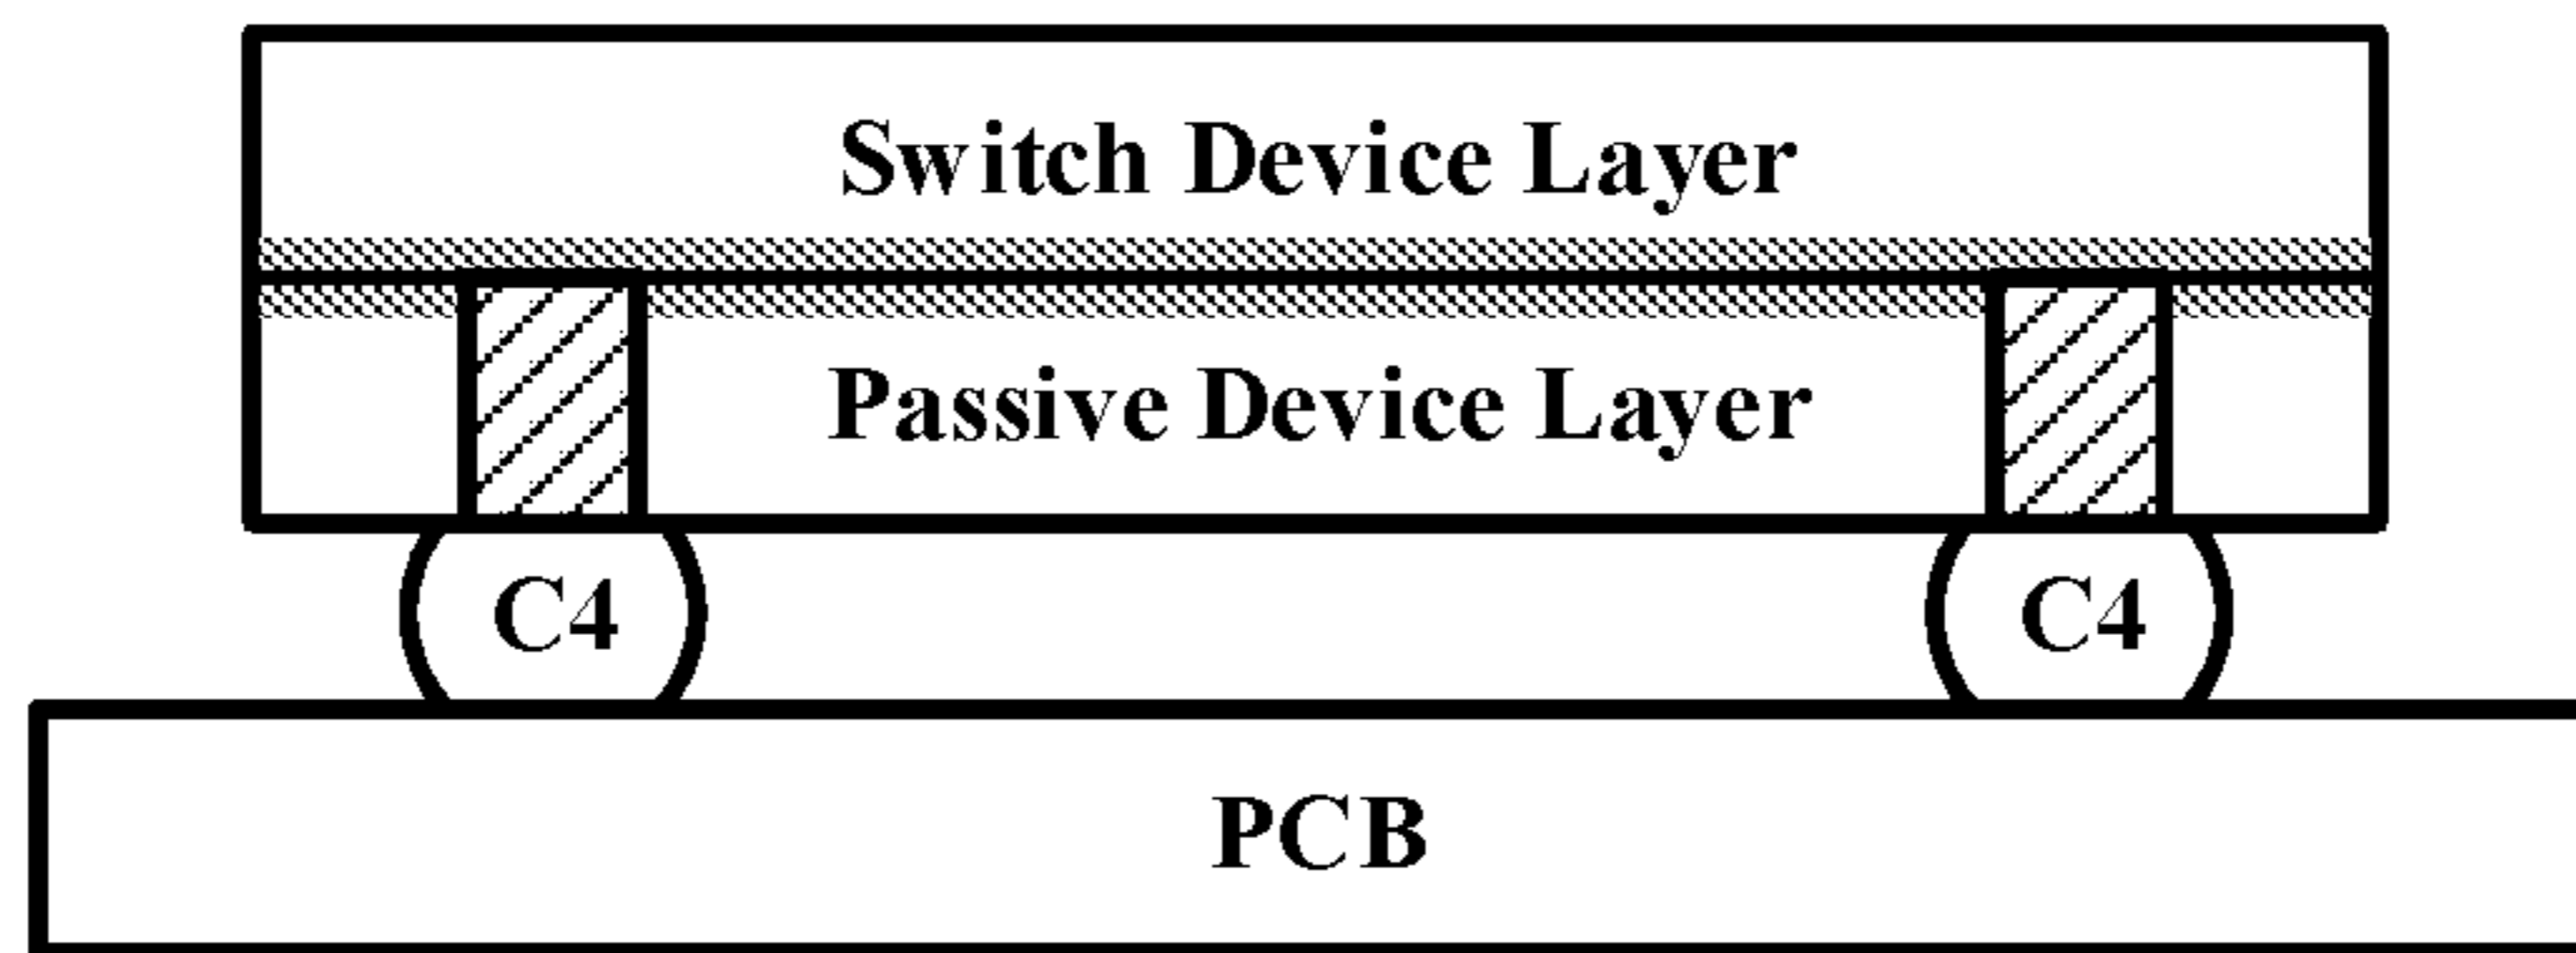 Switch Device Layer
Passive Device Layer
C4
C4
PCB